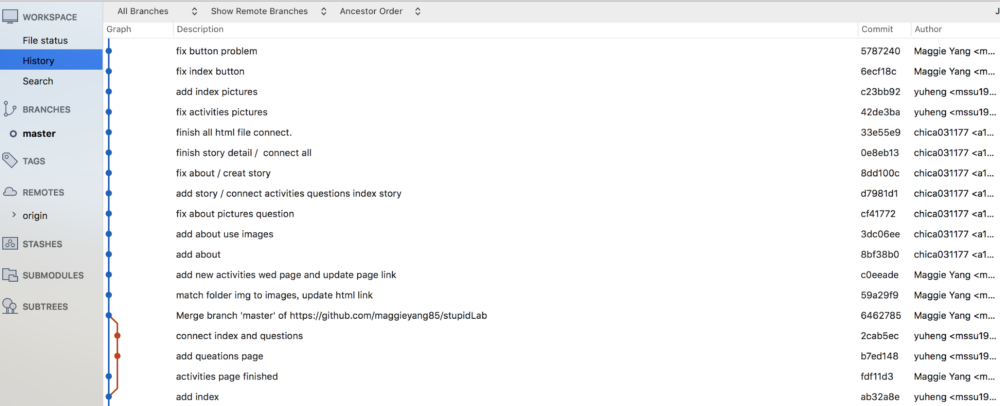 WORKSPACE
File status
History
Search
BRANCHES
master
TAGS
REMOTES
origin
STASHES
SUBMODULES
SUBTREES
All Branches Show Remote Branches Ancestor Order J
Graph Description Commit Author
fix button problem 5787240 Maggie Yang <m...
fix index button 6ecf18c Maggie Yang <m...
add index pictures c23bb92 yuheng <mssu19...
fix activities pictures 42de3ba yuheng <mssu19...
finish all html file connect. 33e55e9 chica031177 <a1...
finish story detail /  connect all 0e8eb13 chica031177 <a1...
fix about / creat story 8dd100c chica031177 <a1...
add story / connect activities questions index story d7981d1 chica031177 <a1...
fix about pictures question cf41772 chica031177 <a1...
add about use images 3dc06ee chica031177 <a1...
add about 8bf38b0 chica031177 <a1...
add new activities wed page and update page link c0eeade Maggie Yang <m...
match folder img to images, update html link 59a29f9 Maggie Yang <m...
Merge branch 'master' of https://github.com/maggieyang85/stupidLab 6462785 Maggie Yang <m...
connect index and questions 2cab5ec yuheng <mssu19...
add queations page b7ed148 yuheng <mssu19...
activities page finished fdf11d3 Maggie Yang <m...
add index ab32a8e yuheng <mssu19...